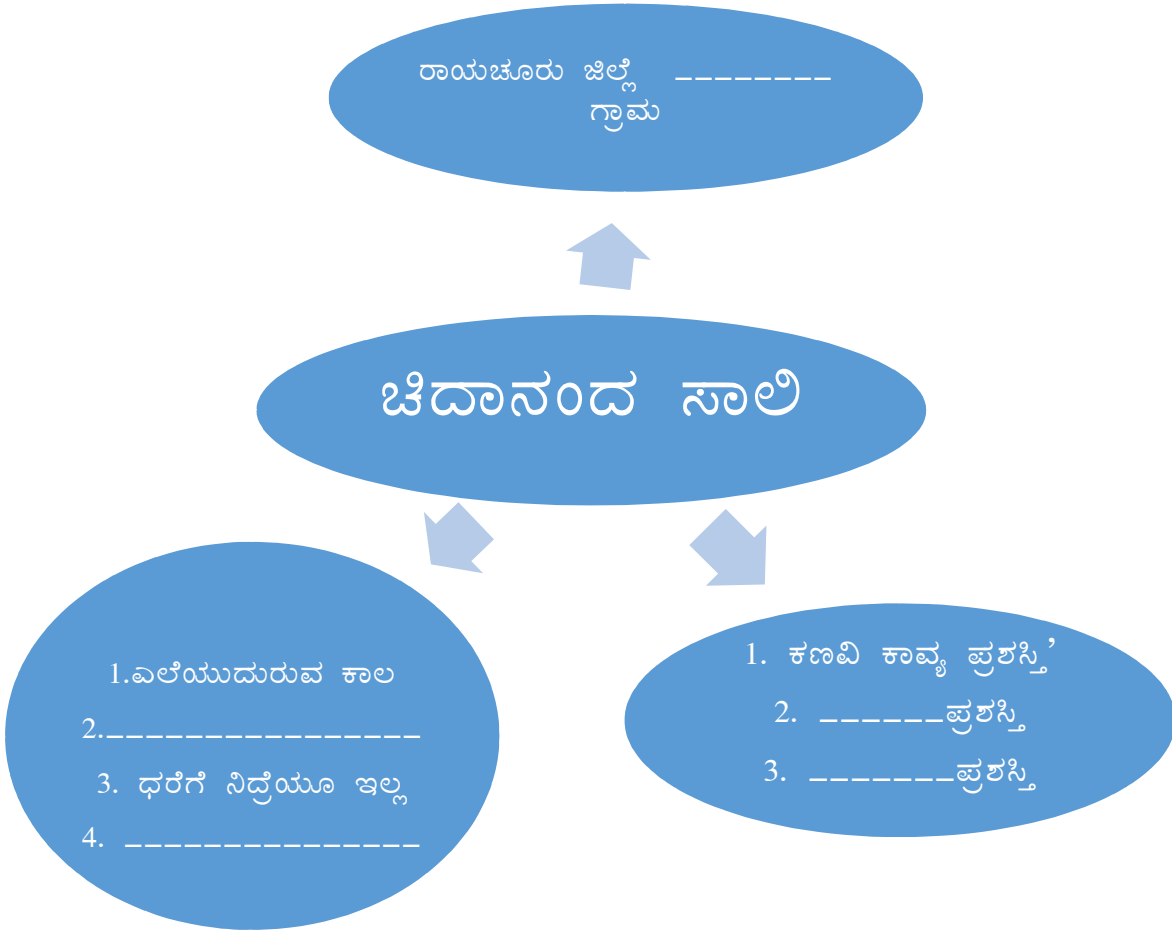 ರಾಯಚೂರು ಜಿಲ್ಲೆ ________
ಗ್ರಾಮ
ಚಿದಾನಂದ ಸಾಲಿ
1.ಎಲೆಯುದುರುವ ಕಾಲ
2.________________
3. ಧರೆಗೆ ನಿದ್ರೆಯೂ ಇಲ್ಲ
4. _______________
1. ಕಣವಿ ಕಾವ್ಯ ಪ್ರಶಸ್ತಿ’
2. ______ಪ್ರಶಸ್ತಿ
3. _______ಪ್ರಶಸ್ತಿ